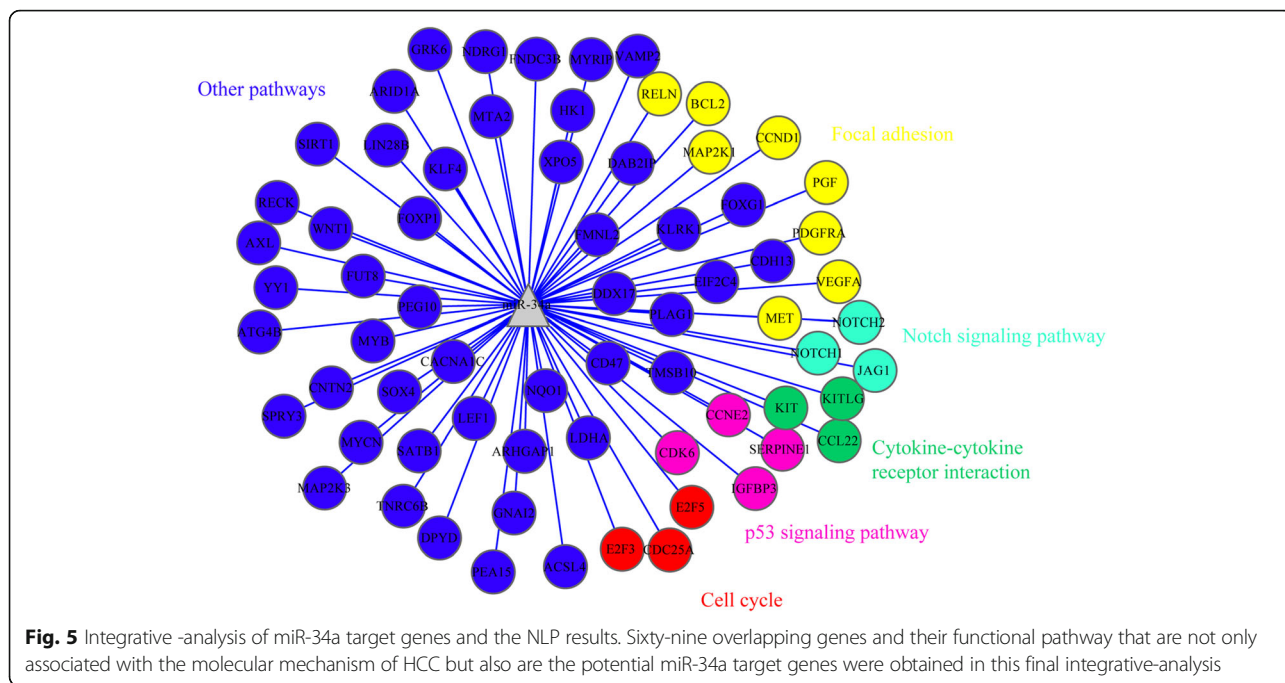 GRK6
NDRG1
FNDC3B
MYRIP
VAMP2
Other pathways
ARID1A
MTA2
HK1
RELN
BCL2
CCND1
Focal adhesion
SIRT1
LIN28B
KLF4
XPO5
DAB2IP
MAP2K1
PGF
RECK
WNT1
FOXP1
FMNL2
KLRK1
FOXG1
PDGFRA
AXL
FUT8
CDH13
YY1
PEG10
miR-34a
DDX17
EIF2C4
VEGFA
ATG4B
MYB
PLAG1
MET
NOTCH2
Notch signaling pathway
CACNA1C
CD47
TMSB10
NOTCH1
JAG1
CNTN2
SOX4
NQO1
KIT
KITLG
SPRY3
LEF1
CCNE2
MYCN
SATB1
ARHGAP1
LDHA
CDK6
SERPINE1
CCL22
Cytokine-cytokine
receptor interaction
MAP2K3
TNRC6B
GNAI2
IGFBP3
E2F5
p53 signaling pathway
DPYD
PEA15
ACSL4
E2F3
CDC25A
Cell cycle
Fig. 5 Integrative -analysis of miR-34a target genes and the NLP results. Sixty-nine overlapping genes and their functional pathway that are not only
associated with the molecular mechanism of HCC but also are the potential miR-34a target genes were obtained in this final integrative-analysis